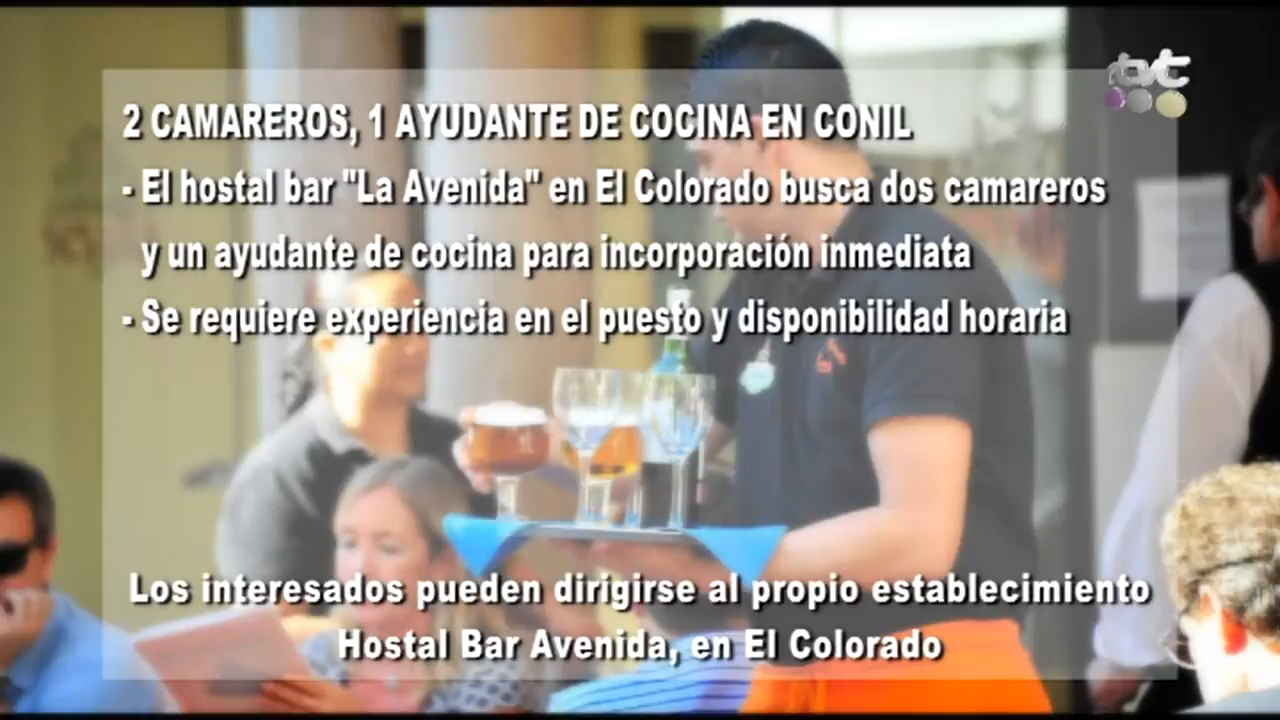 tvt
2 CAMAREROS, 1 AYUDANTE DE COCINA EN CONIL
- El hostal bar "La Avenida" en El Colorado busca dos camareros
y un ayudante de cocina para incorporación inmediata
- Se requiere experiencia en el puesto y disponibilidad horaria
Los interesados pueden dirigirse al propio establecimiento
Hostal Bar Avenida, en El Colorado